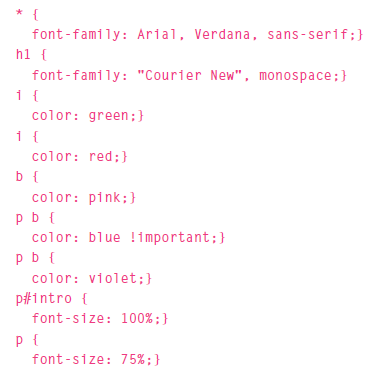 * {
font-family: Arial, Verdana, sans-serif;}
h1 {
font-family: "Courier New", monospace;}
i {
color: green;}
i {
color: red;}
b {
color: pink;}
p b {
color: blue !important;}
p b {
color: violet;}
p#intro {
font-size: 100%;}
p {
font-size: 75%;}